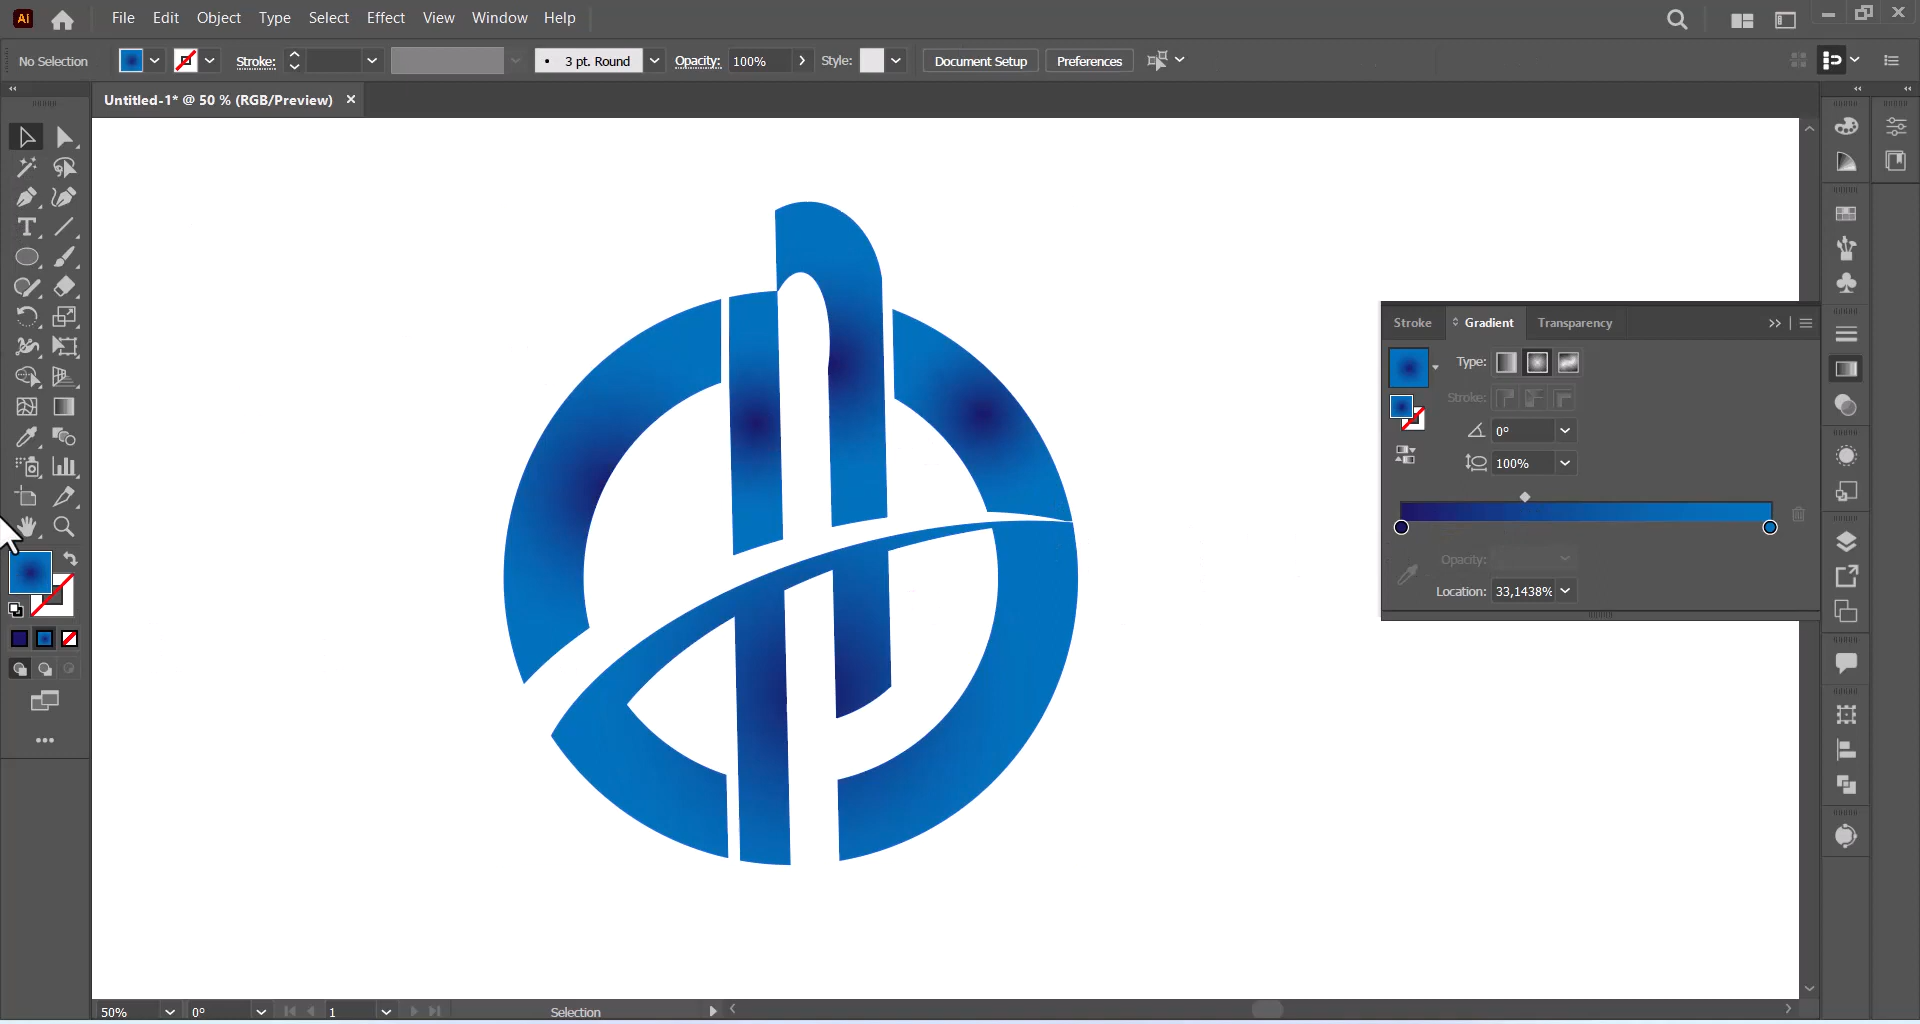 Ai File Edit Object Type Select Effect View Window Help
No Selection Stroke: 3 pt. Round Opacity: 100% Style: Document Setup Preferences
Untitled-1* @ 50 % (RGB/Preview)
Stroke Gradient Transparency
Type:
Stroke:
0°
100%
Opacity:
Location: 33,1438%
50% 0° 1 Selection